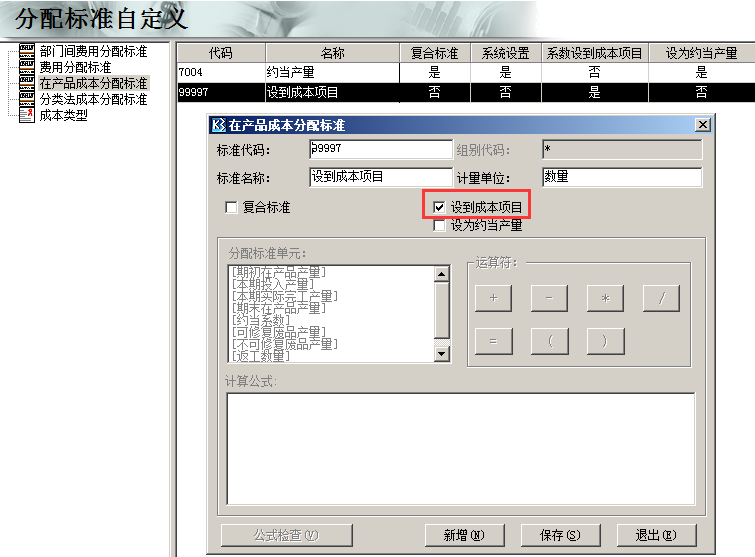 分配标准自定义
部门间费用分配标准
费用分配标准
在产品成本分配标准
分类法成本分配标准
成本类型
代码 名称 复合标准 系统设置 系数设到成本项目 设为约当产量
7004 约当产量 是 是 否 是
99997 设到成本项目 否 否 是 否
在产品成本分配标准
标准代码: 99997 组别代码: *
标准名称: 设到成本项目 计量单位: 数量
复合标准 设到成本项目
设为约当产量
分配标准单元:
[期初在产品产量]
[本期投入产量]
[本期实际完工产量]
[期末在产品产量]
[约当系数]
[可修复废品产量]
[不可修复废品产量]
[返工数量]
运算符:
+ - * /
= ( )
计算公式:
公式检查(V) 新增(N) 保存(S) 退出(E)